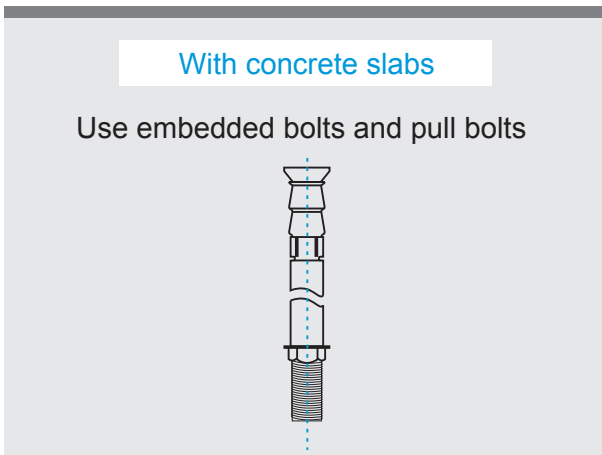 With concrete slabs
Use embedded bolts and pull bolts